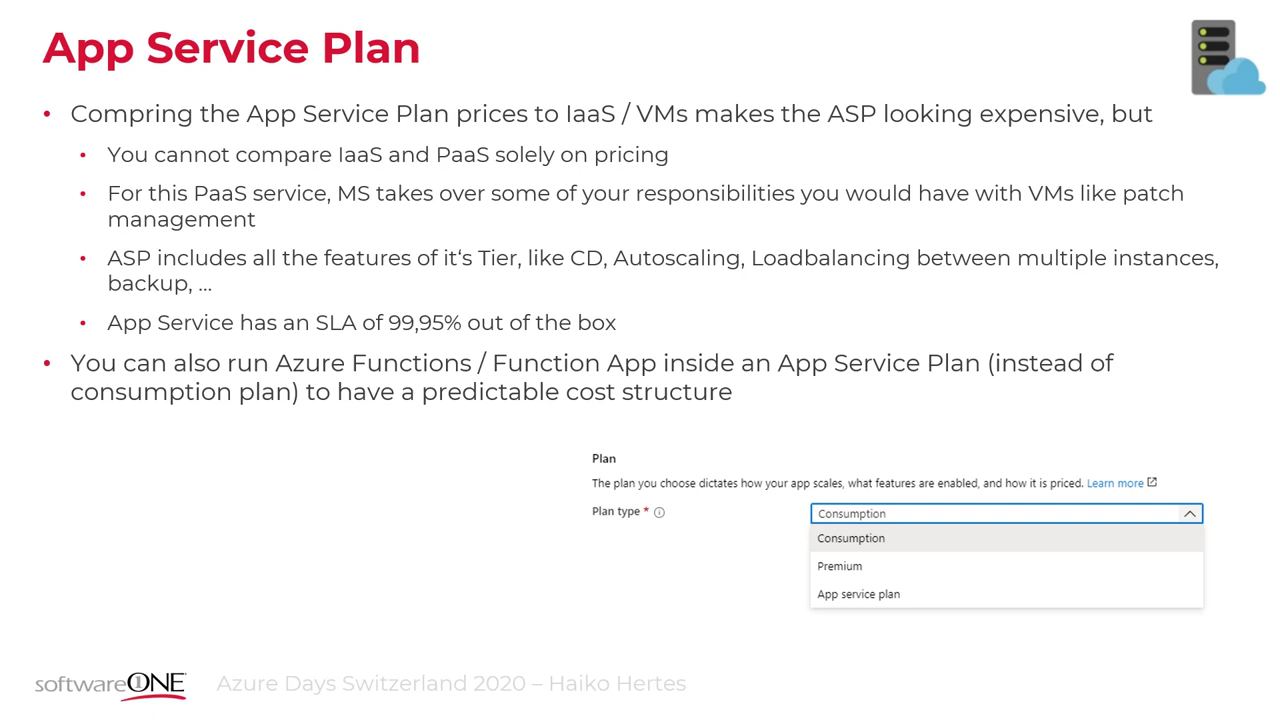 App Service Plan
• Compring the App Service Plan prices to IaaS / VMs makes the ASP looking expensive, but
• You cannot compare IaaS and PaaS solely on pricing
• For this PaaS service, MS takes over some of your responsibilities you would have with VMs like patch
management
• ASP includes all the features of it‘s Tier, like CD, Autoscaling, Loadbalancing between multiple instances,
backup, ...
• App Service has an SLA of 99,95% out of the box
• You can also run Azure Functions / Function App inside an App Service Plan (instead of
consumption plan) to have a predictable cost structure
Plan
The plan you choose dictates how your app scales, what features are enabled, and how it is priced. Learn more
Plan type * Consumption
Consumption
Premium
App service plan
softwareONE Azure Days Switzerland 2020 – Haiko Hertes